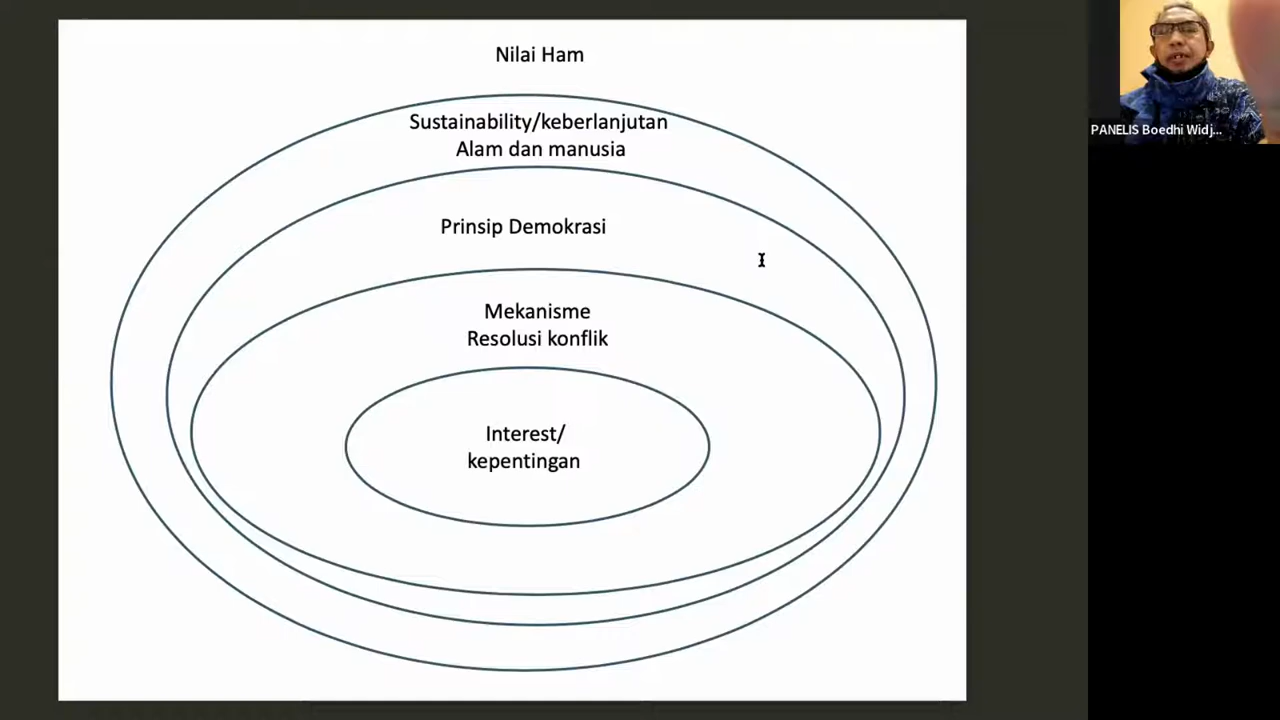 Nilai Ham
Sustainability/keberlanjutan
Alam dan manusia
Prinsip Demokrasi
Mekanisme
Resolusi konflik
Interest/
kepentingan
PANELIS Boedhi Widj...